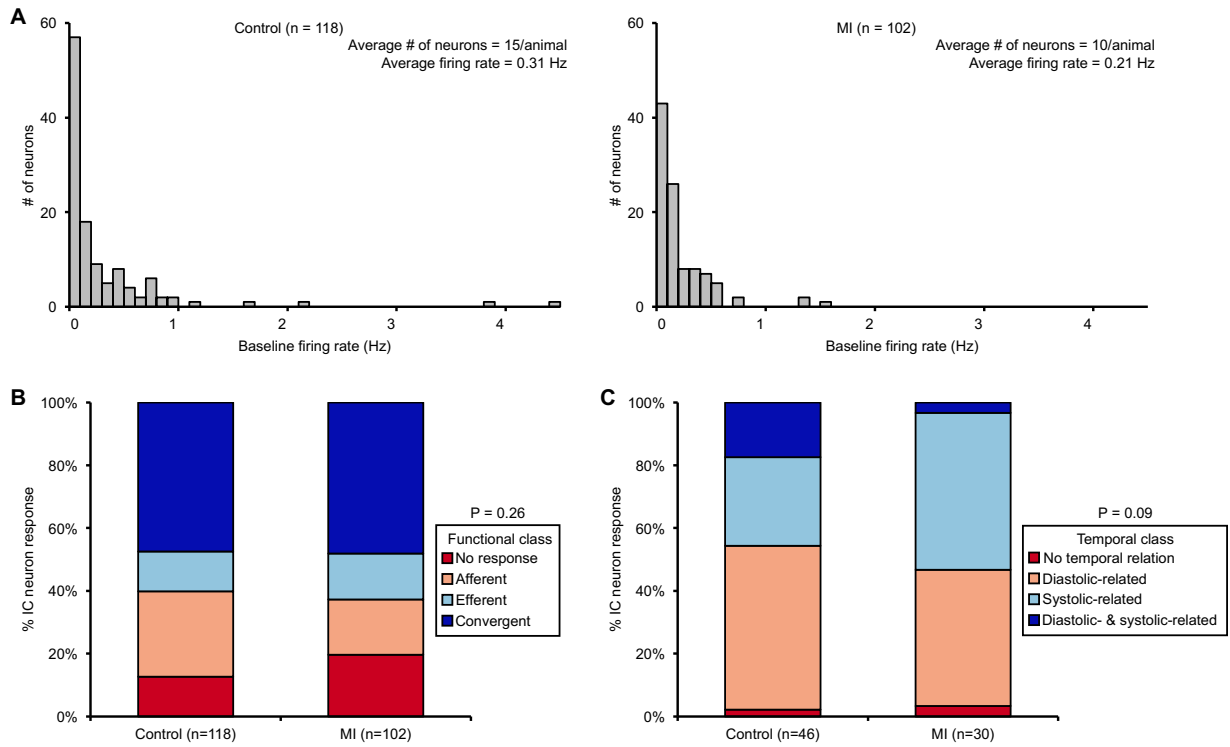 A
Control (n = 118)
Average # of neurons = 15/animal
Average firing rate = 0.31 Hz
60
40
20
0
# of neurons
0 1 2 3 4
Baseline firing rate (Hz)
MI (n = 102)
Average # of neurons = 10/animal
Average firing rate = 0.21 Hz
60
40
20
0
# of neurons
0 1 2 3 4
Baseline firing rate (Hz)
B
100%
80%
60%
40%
20%
0%
% IC neuron response
Control (n=118) MI (n=102)
P = 0.26
Functional class
No response
Afferent
Efferent
Convergent
C
100%
80%
60%
40%
20%
0%
% IC neuron response
Control (n=46) MI (n=30)
P = 0.09
Temporal class
No temporal relation
Diastolic-related
Systolic-related
Diastolic- & systolic-related